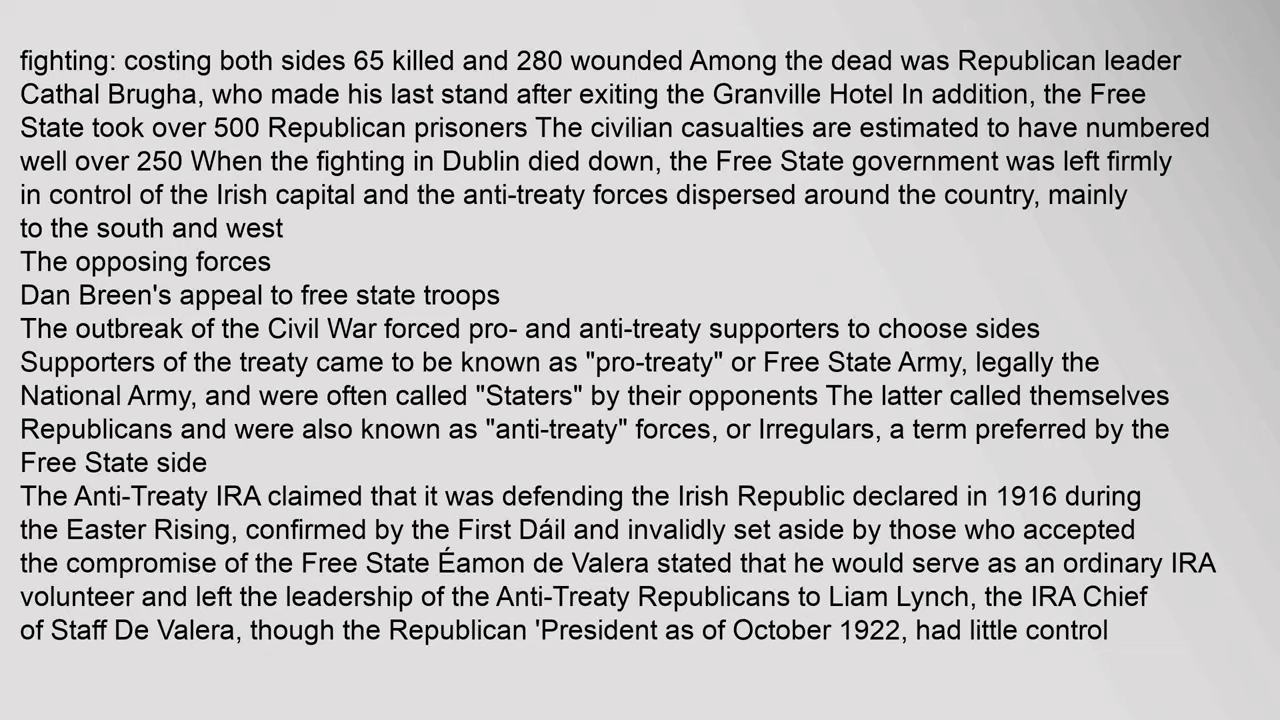 fighting: costing both sides 65 killed and 280 wounded Among the dead was Republican leader
Cathal Brugha, who made his last stand after exiting the Granville Hotel In addition, the Free
State took over 500 Republican prisoners The civilian casualties are estimated to have numbered
well over 250 When the fighting in Dublin died down, the Free State government was left firmly
in control of the Irish capital and the anti-treaty forces dispersed around the country, mainly
to the south and west
The opposing forces
Dan Breen's appeal to free state troops
The outbreak of the Civil War forced pro- and anti-treaty supporters to choose sides
Supporters of the treaty came to be known as "pro-treaty" or Free State Army, legally the
National Army, and were often called "Staters" by their opponents The latter called themselves
Republicans and were also known as "anti-treaty" forces, or Irregulars, a term preferred by the
Free State side
The Anti-Treaty IRA claimed that it was defending the Irish Republic declared in 1916 during
the Easter Rising, confirmed by the First Dáil and invalidly set aside by those who accepted
the compromise of the Free State Éamon de Valera stated that he would serve as an ordinary IRA
volunteer and left the leadership of the Anti-Treaty Republicans to Liam Lynch, the IRA Chief
of Staff De Valera, though the Republican 'President as of October 1922, had little control